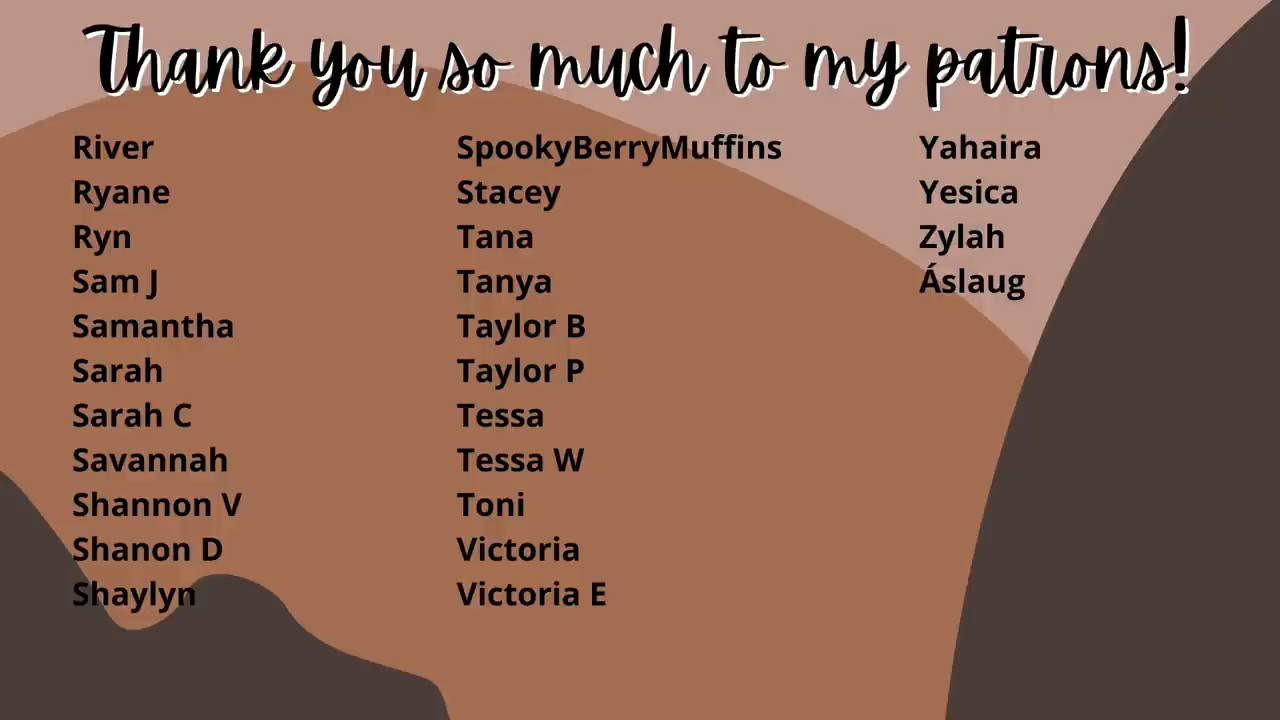 Thank you so much to my patrons!
River
Ryane
Ryn
Sam J
Samantha
Sarah
Sarah C
Savannah
Shannon V
Shanon D
Shaylyn
SpookyBerryMuffins
Stacey
Tana
Tanya
Taylor B
Taylor P
Tessa
Tessa W
Toni
Victoria
Victoria E
Yahaira
Yesica
Zylah
Áslaug